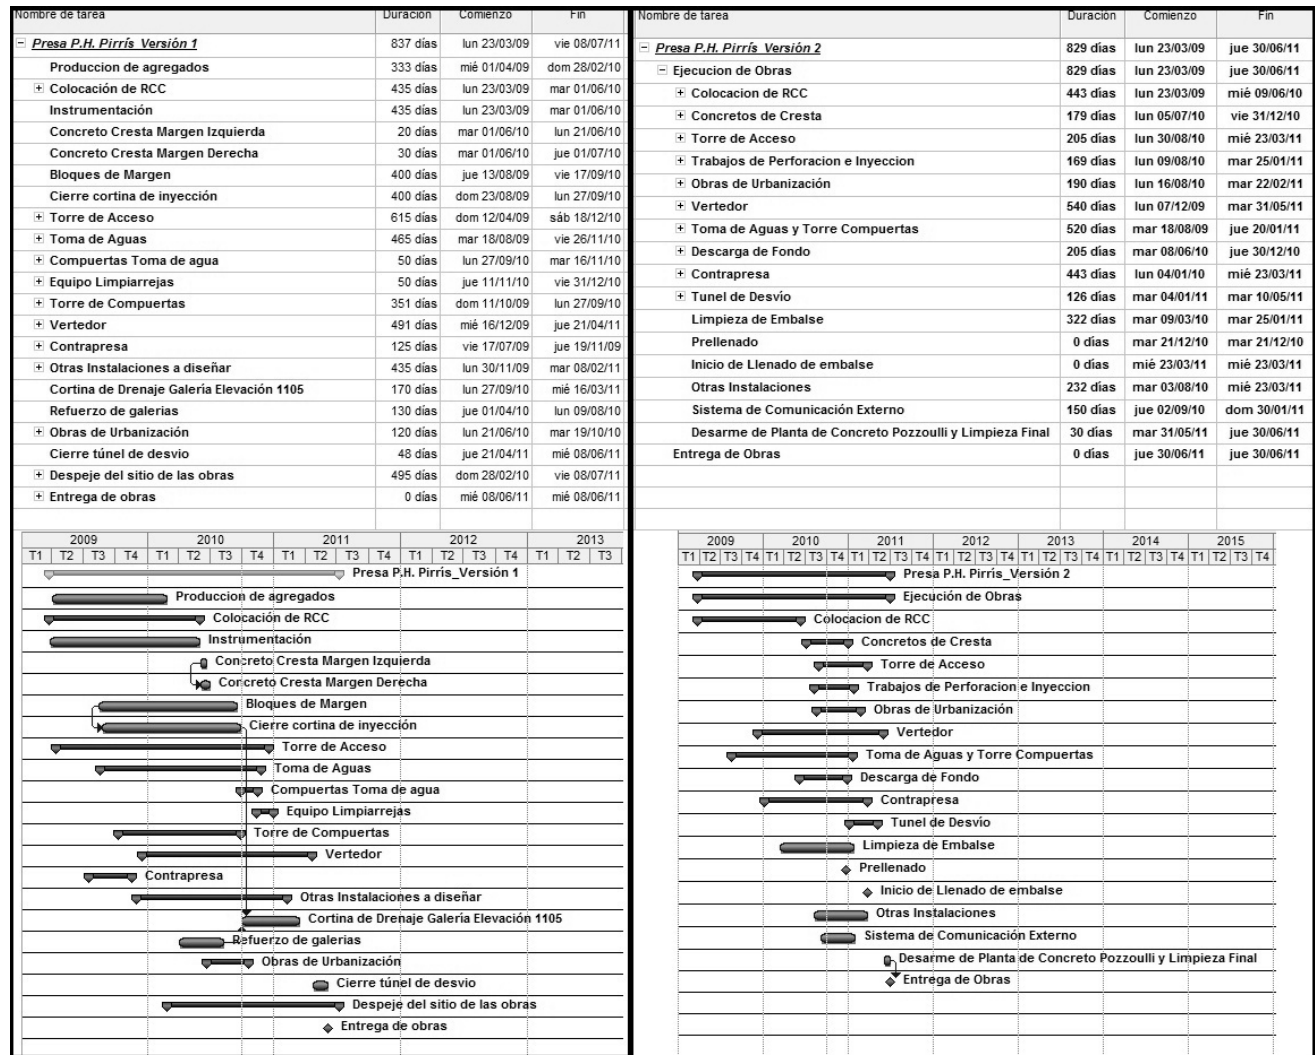 Nombre de tarea Duración Comienzo Fin
Presa P.H. Pirrís_Versión 1 837 días lun 23/03/09 vie 08/07/11
Produccion de agregados 333 días mié 01/04/09 dom 28/02/10
Colocación de RCC 435 días lun 23/03/09 mar 01/06/10
Instrumentación 435 días lun 23/03/09 mar 01/06/10
Concreto Cresta Margen Izquierda 20 días mar 01/06/10 lun 21/06/10
Concreto Cresta Margen Derecha 30 días mar 01/06/10 jue 01/07/10
Bloques de Margen 400 días jue 13/08/09 vie 17/09/10
Cierre cortina de inyección 400 días dom 23/08/09 lun 27/09/10
Torre de Acceso 615 días dom 12/04/09 sáb 18/12/10
Toma de Aguas 465 días mar 18/08/09 vie 26/11/10
Compuertas Toma de agua 50 días lun 27/09/10 mar 16/11/10
Equipo Limpiarrejas 50 días jue 11/11/10 vie 31/12/10
Torre de Compuertas 351 días dom 11/10/09 lun 27/09/10
Vertedor 491 días mié 16/12/09 jue 21/04/11
Contrapresa 125 días vie 17/07/09 jue 19/11/09
Otras Instalaciones a diseñar 435 días lun 30/11/09 mar 08/02/11
Cortina de Drenaje Galería Elevación 1105 170 días lun 27/09/10 mié 16/03/11
Refuerzo de galerias 130 días jue 01/04/10 lun 09/08/10
Obras de Urbanización 120 días lun 21/06/10 mar 19/10/10
Cierre túnel de desvio 48 días jue 21/04/11 mié 08/06/11
Despeje del sitio de las obras 495 días dom 28/02/10 vie 08/07/11
Entrega de obras 0 días mié 08/06/11 mié 08/06/11
2009 2010 2011 2012 2013
T1 T2 T3 T4 T1 T2 T3 T4 T1 T2 T3 T4 T1 T2 T3 T4 T1 T2 T3
Presa P.H. Pirrís_Versión 1
Produccion de agregados
Colocación de RCC
Instrumentación
Concreto Cresta Margen Izquierda
Concreto Cresta Margen Derecha
Bloques de Margen
Cierre cortina de inyección
Torre de Acceso
Toma de Aguas
Compuertas Toma de agua
Equipo Limpiarrejas
Torre de Compuertas
Vertedor
Contrapresa
Otras Instalaciones a diseñar
Cortina de Drenaje Galería Elevación 1105
Refuerzo de galerias
Obras de Urbanización
Cierre túnel de desvio
Despeje del sitio de las obras
Entrega de obras
Nombre de tarea Duración Comienzo Fin
Presa P.H. Pirrís_Versión 2 829 días lun 23/03/09 jue 30/06/11
Ejecucion de Obras 829 días lun 23/03/09 jue 30/06/11
Colocacion de RCC 443 días lun 23/03/09 mié 09/06/10
Concretos de Cresta 179 días lun 05/07/10 vie 31/12/10
Torre de Acceso 205 días lun 30/08/10 mié 23/03/11
Trabajos de Perforacion e Inyeccion 169 días lun 09/08/10 mar 25/01/11
Obras de Urbanización 190 días lun 16/08/10 mar 22/02/11
Vertedor 540 días lun 07/12/09 mar 31/05/11
Toma de Aguas y Torre Compuertas 520 días mar 18/08/09 jue 20/01/11
Descarga de Fondo 205 días mar 08/06/10 jue 30/12/10
Contrapresa 443 días lun 04/01/10 mié 23/03/11
Tunel de Desvío 126 días mar 04/01/11 mar 10/05/11
Limpieza de Embalse 322 días mar 09/03/10 mar 25/01/11
Prellenado 0 días mar 21/12/10 mar 21/12/10
Inicio de Llenado de embalse 0 días mié 23/03/11 mié 23/03/11
Otras Instalaciones 232 días mar 03/08/10 mié 23/03/11
Sistema de Comunicación Externo 150 días jue 02/09/10 dom 30/01/11
Desarme de Planta de Concreto Pozzoulli y Limpieza Final 30 días mar 31/05/11 jue 30/06/11
Entrega de Obras 0 días jue 30/06/11 jue 30/06/11
2009 2010 2011 2012 2013 2014 2015
T1 T2 T3 T4 T1 T2 T3 T4 T1 T2 T3 T4 T1 T2 T3 T4 T1 T2 T3 T4 T1 T2 T3 T4 T1 T2 T3 T4
Presa P.H. Pirrís_Versión 2
Ejecución de Obras
Colocacion de RCC
Concretos de Cresta
Torre de Acceso
Trabajos de Perforacion e Inyeccion
Obras de Urbanización
Vertedor
Toma de Aguas y Torre Compuertas
Descarga de Fondo
Contrapresa
Tunel de Desvío
Limpieza de Embalse
Prellenado
Inicio de Llenado de embalse
Otras Instalaciones
Sistema de Comunicación Externo
Desarme de Planta de Concreto Pozzoulli y Limpieza Final
Entrega de Obras